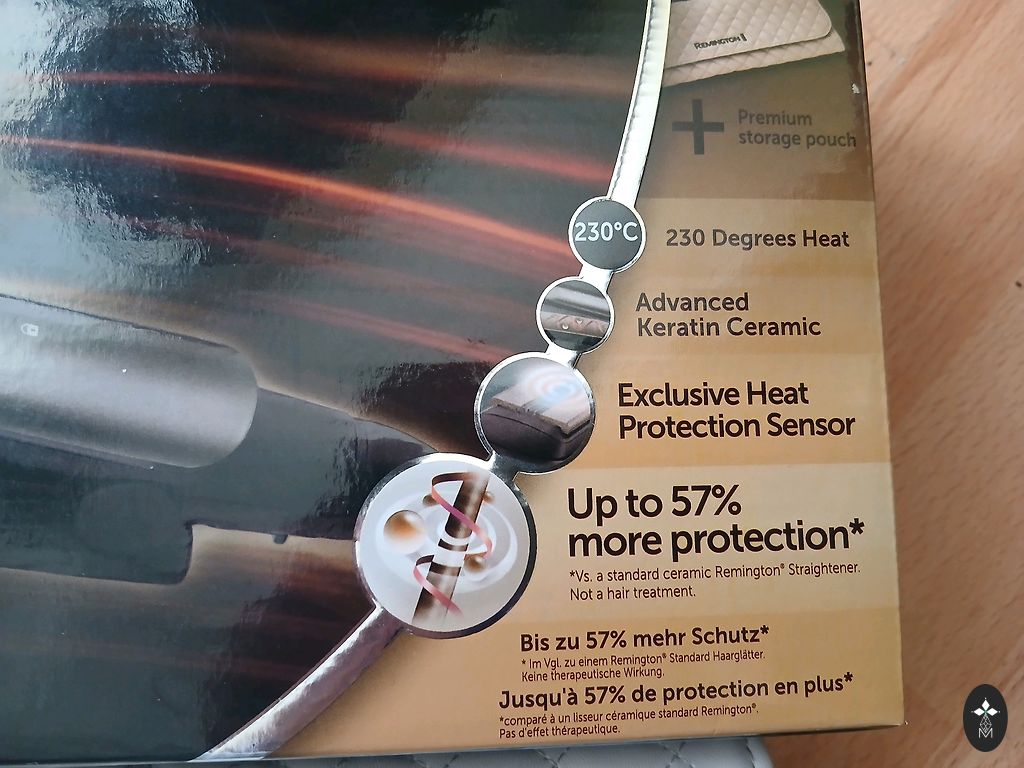 REMINGTON
Premium
storage pouch
230°C
230 Degrees Heat
Advanced
Keratin Ceramic
Exclusive Heat
Protection Sensor
Up to 57%
more protection*
*Vs. a standard ceramic Remington® Straightener.
Not a hair treatment.
Bis zu 57% mehr Schutz*
* Im Vgl. zu einem Remington® Standard Haarglätter.
Keine therapeutische Wirkung.
Jusqu'à 57% de protection en plus*
*comparé à un lisseur céramique standard Remington®.
Pas d'effet thérapeutique.
M